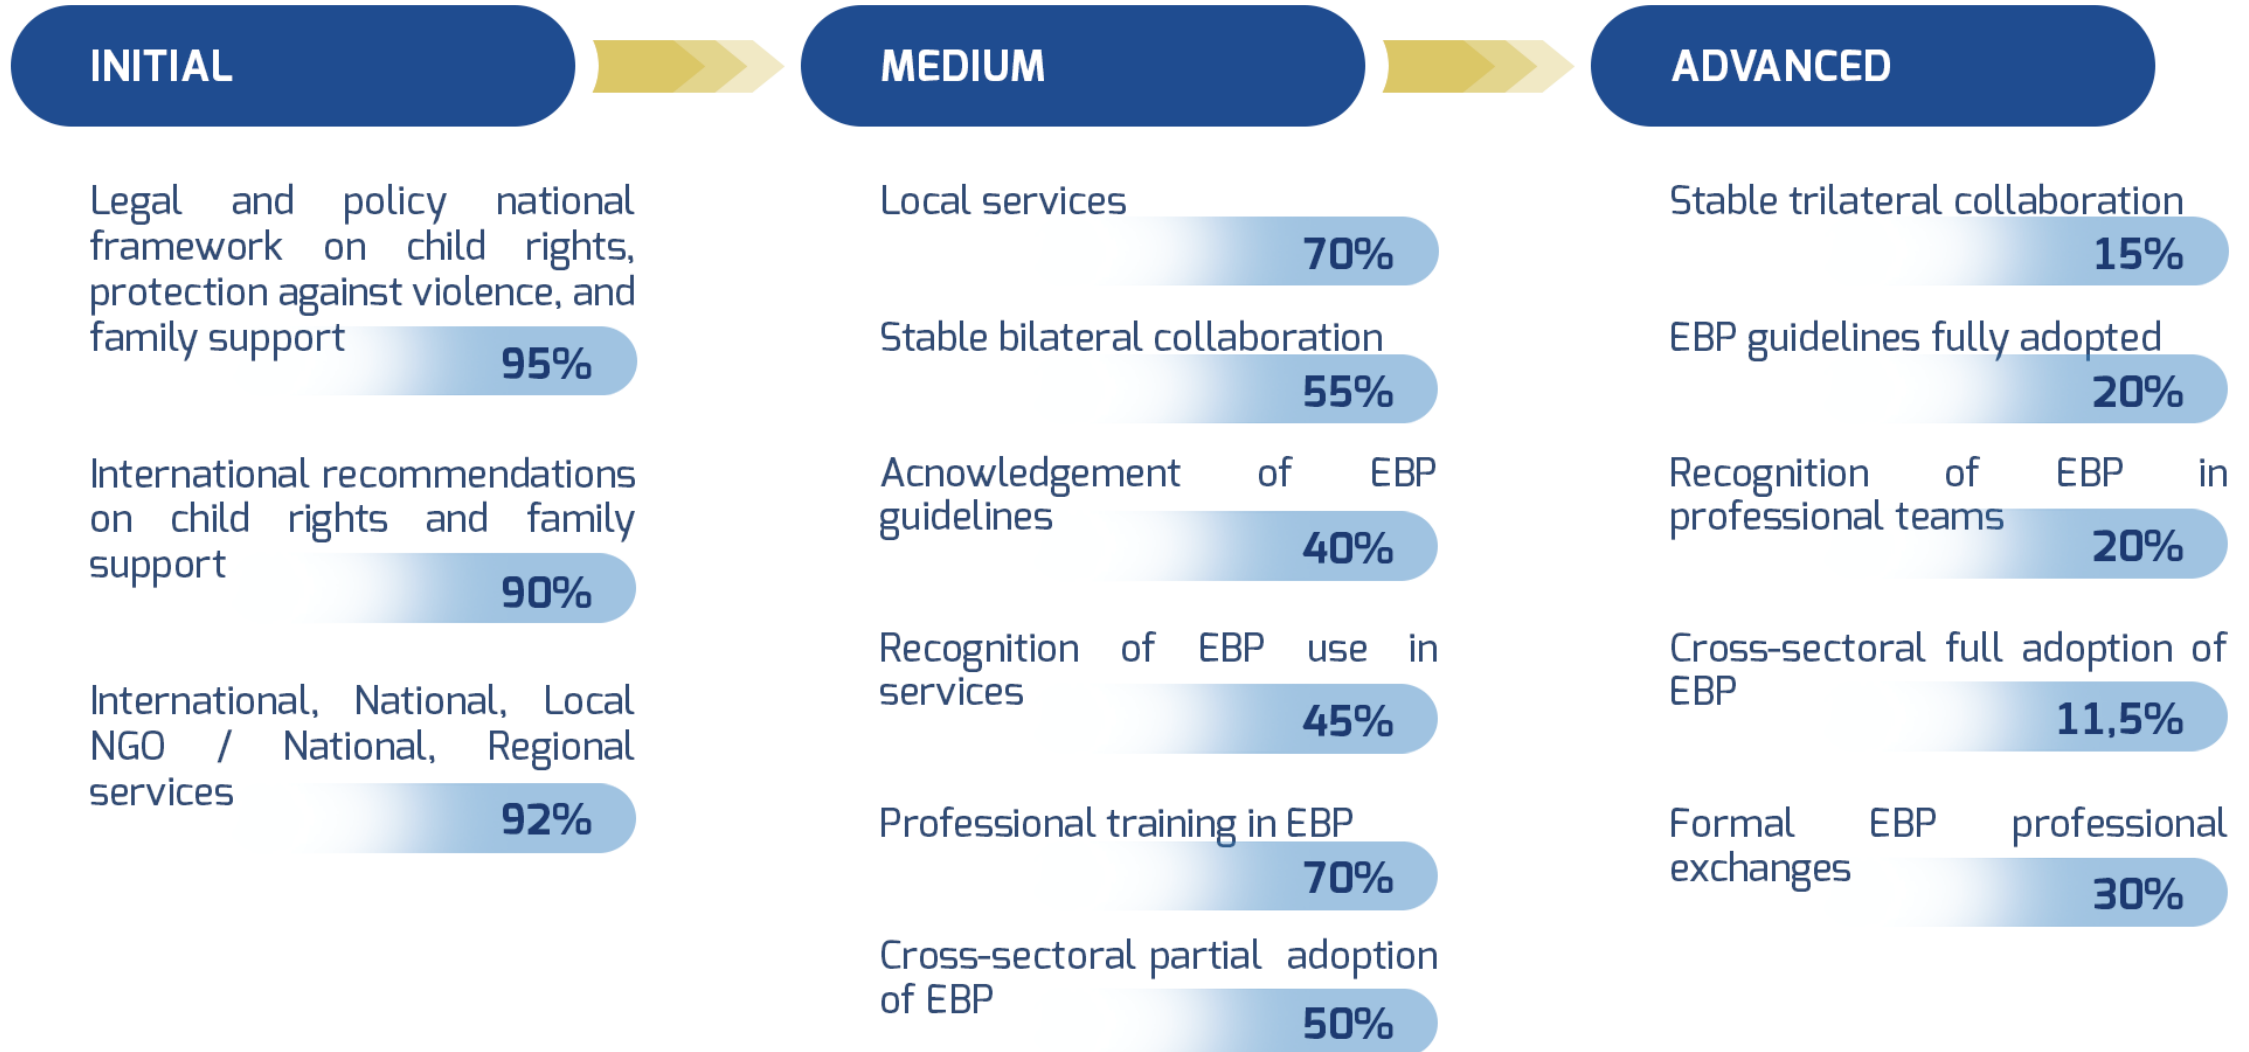 INITIAL
Legal and policy national
framework on child rights,
protection against violence, and
family support
95%
International recommendations
on child rights and family
support
90%
International, National, Local
NGO / National, Regional
services
92%
MEDIUM
Local services
70%
Stable bilateral collaboration
55%
Acnowledgement of EBP
guidelines
40%
Recognition of EBP use in
services
45%
Professional training in EBP
70%
Cross-sectoral partial adoption
of EBP
50%
ADVANCED
Stable trilateral collaboration
15%
EBP guidelines fully adopted
20%
Recognition of EBP in
professional teams
20%
Cross-sectoral full adoption of
EBP
11,5%
Formal EBP professional
exchanges
30%